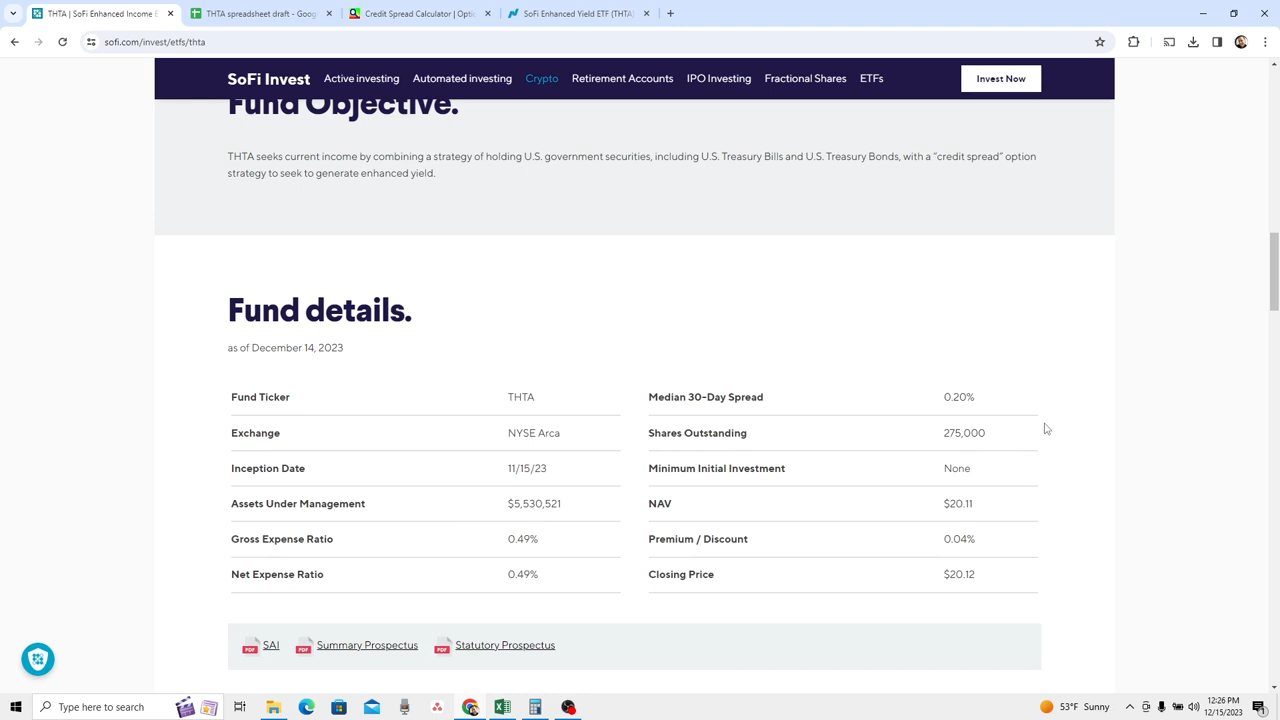 THTA | SoFi Enhanced Income E
THTA spreadsheet draft - Goog
Credit Spread Calculator | Opti
SoFi Enhanced Yield ETF (THTA)
sofi.com/invest/etfs/thta
SoFi Invest Active investing Automated investing Crypto Retirement Accounts IPO Investing Fractional Shares ETFs Invest Now
Fund Objective.
THTA seeks current income by combining a strategy of holding U.S. government securities, including U.S. Treasury Bills and U.S. Treasury Bonds, with a “credit spread” option
strategy to seek to generate enhanced yield.
Fund details.
as of December 14, 2023
Fund Ticker THTA Median 30-Day Spread 0.20%
Exchange NYSE Arca Shares Outstanding 275,000
Inception Date 11/15/23 Minimum Initial Investment None
Assets Under Management $5,530,521 NAV $20.11
Gross Expense Ratio 0.49% Premium / Discount 0.04%
Net Expense Ratio 0.49% Closing Price $20.12
PDF SAI PDF Summary Prospectus PDF Statutory Prospectus
Type here to search
53°F Sunny
12:26 PM
12/15/2023